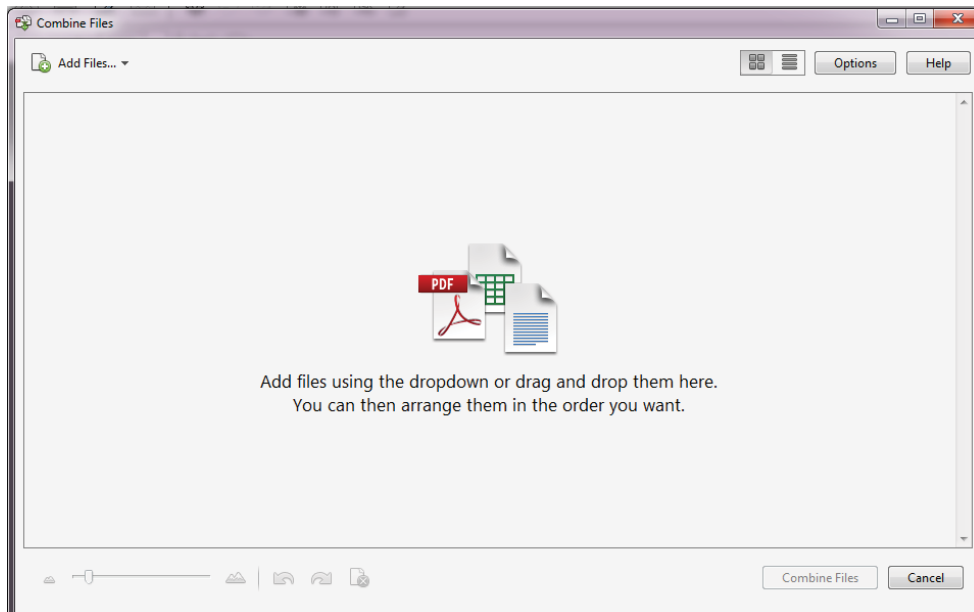 Combine Files
Add Files...
Options
Help
PDF
Add files using the dropdown or drag and drop them here.
You can then arrange them in the order you want.
Combine Files
Cancel